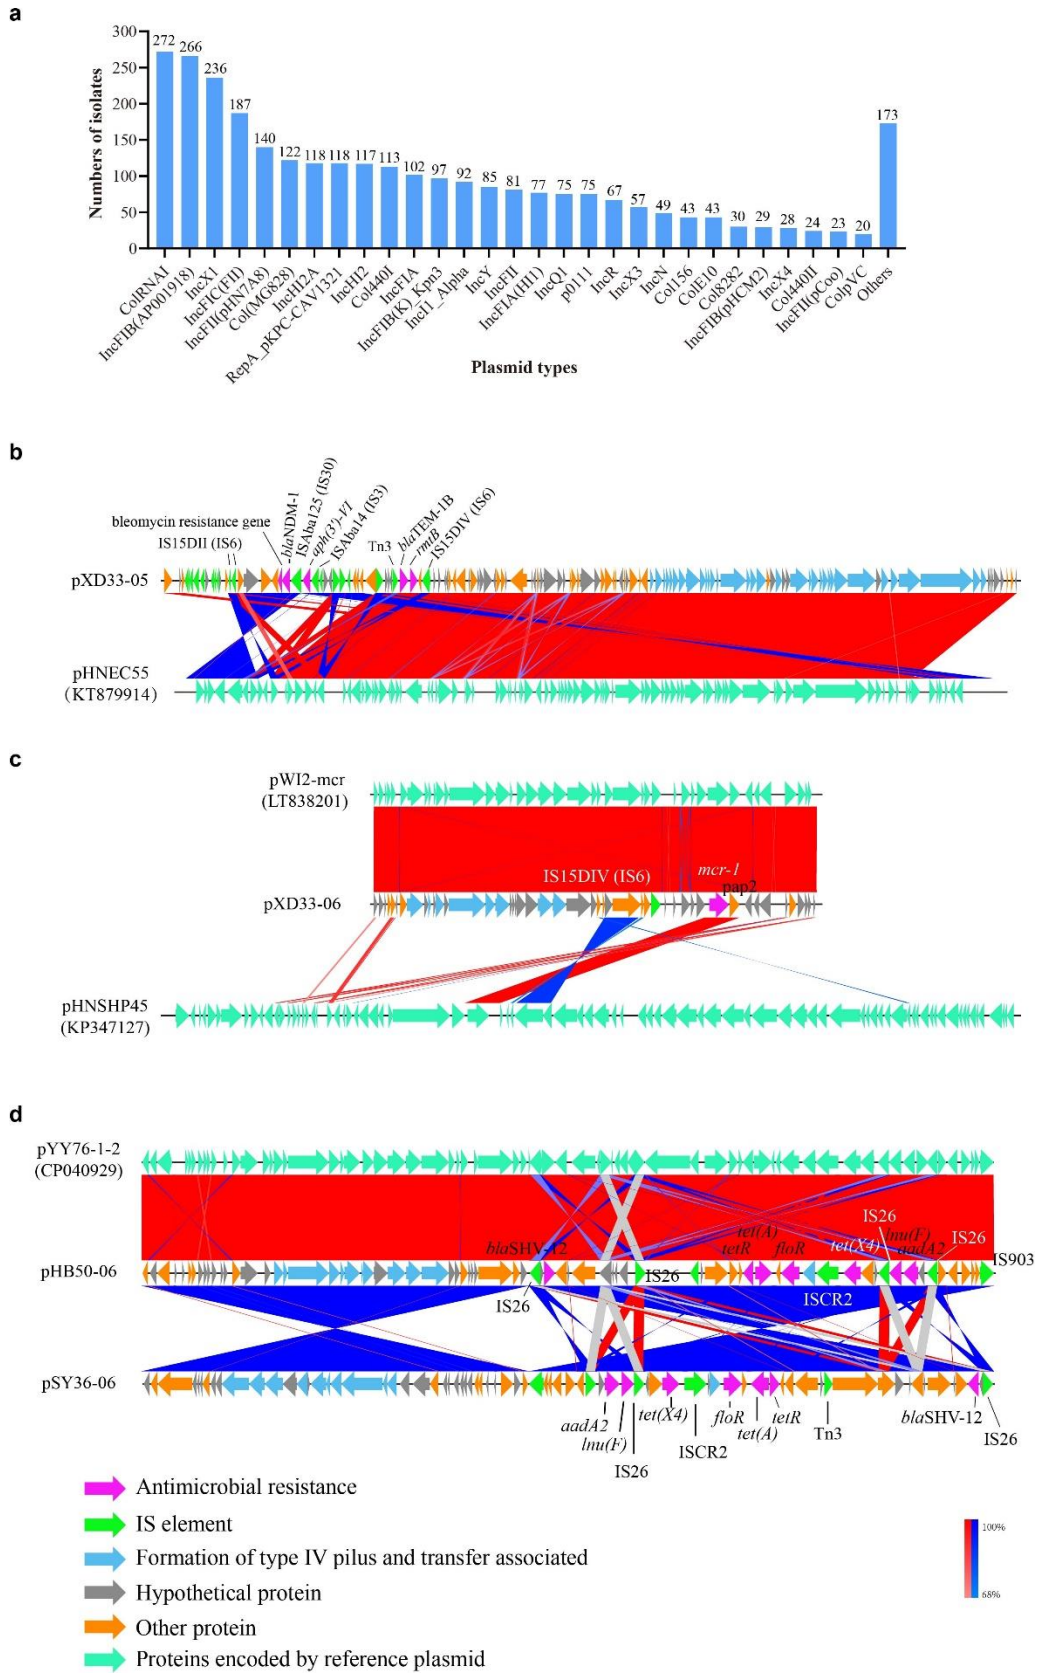 a
Numbers of isolates
300
250
200
150
100
50
0
272
266
236
187
140
122
118
118
117
113
102
97
92
85
81
77
75
75
67
57
49
43
43
30
29
28
24
23
20
173
ColRNAI
IncFIB(AP001918)
IncX1
IncFIC(FII)
IncFII(pHN7A8)
Col(MG828)
IncHI2A
RepA_pKPC-CAV1321
IncHI2
Col440I
IncFIA
IncFIB(K)_Kpn3
IncI1_Alpha
IncY
IncFII
IncFIA(HI1)
IncQ1
p0111
IncR
IncX3
IncN
Col156
ColE10
Col8282
IncFIB(pHCM2)
IncX4
Col440II
IncFII(pCoo)
ColpVC
Others
Plasmid types
b
bleomycin resistance gene
IS15DII (IS6)
blaNDM-1
ISAba125 (IS30)
aph(3')-VI
ISAba14 (IS3)
Tn3
blaTEM-1B
rmtB
IS15DIV (IS6)
pXD33-05
pHNEC55
(KT879914)
c
pWI2-mcr
(LT838201)
IS15DIV (IS6)
mcr-1
pap2
pXD33-06
pHNSHP45
(KP347127)
d
pYY76-1-2
(CP040929)
blaSHV-12
tet(A)
tetR
floR
tet(X4)
IS26
lnu(F)
aadA2
IS26
IS903
pHB50-06
IS26
IS26
ISCR2
pSY36-06
aadA2
lnu(F)
IS26
tet(X4)
ISCR2
floR
tet(A)
tetR
Tn3
blaSHV-12
IS26
Antimicrobial resistance
IS element
Formation of type IV pilus and transfer associated
Hypothetical protein
Other protein
Proteins encoded by reference plasmid
100%
68%